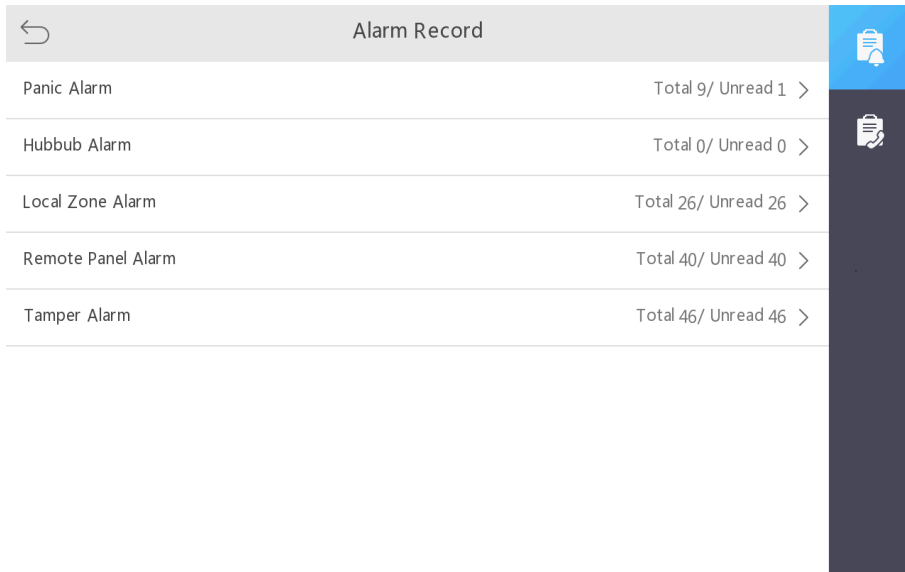 Alarm Record
Panic Alarm Total 9/ Unread 1
Hubbub Alarm Total 0/ Unread 0
Local Zone Alarm Total 26/ Unread 26
Remote Panel Alarm Total 40/ Unread 40
Tamper Alarm Total 46/ Unread 46